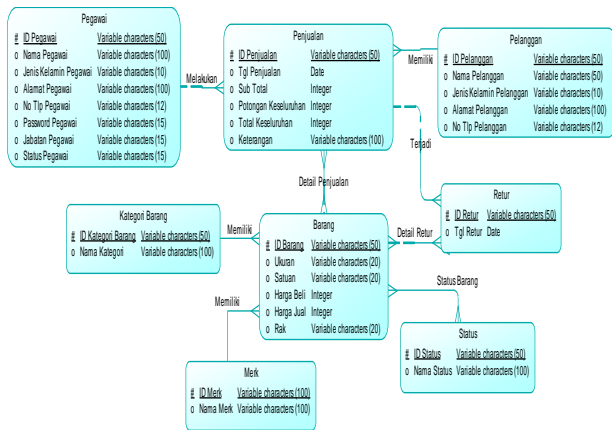 Pegawai
# ID Pegawai Variable characters (50)
o Nama Pegawai Variable characters (100)
o Jenis Kelamin Pegawai Variable characters (10)
o Alamat Pegawai Variable characters (100)
o No Tlp Pegawai Variable characters (12)
o Password Pegawai Variable characters (15)
o Jabatan Pegawai Variable characters (15)
o Status Pegawai Variable characters (15)
Melakukan
Penjualan
# ID Penjualan Variable characters (50)
o Tgl Penjualan Date
o Sub Total Integer
o Potongan Keseluruhan Integer
o Total Keseluruhan Integer
o Keterangan Variable characters (100)
Memiliki
Pelanggan
# ID Pelanggan Variable characters (50)
o Nama Pelanggan Variable characters (50)
o Jenis Kelamin Pelanggan Variable characters (10)
o Alamat Pelanggan Variable characters (100)
o No Tlp Pelanggan Variable characters (12)
Terjadi
Detail Penjualan
Retur
# ID Retur Variable characters (50)
o Tgl Retur Date
Kategori Barang
# ID Kategori Barang Variable characters (50)
o Nama Kategori Variable characters (100)
Memiliki
Barang
# ID Barang Variable characters (50)
o Ukuran Variable characters (20)
o Satuan Variable characters (20)
o Harga Beli Integer
o Harga Jual Integer
o Rak Variable characters (20)
Detail Retur
Status Barang
Memiliki
Status
# ID Status Variable characters (50)
o Nama Status Variable characters (100)
Merk
# ID Merk Variable characters (100)
o Nama Merk Variable characters (100)